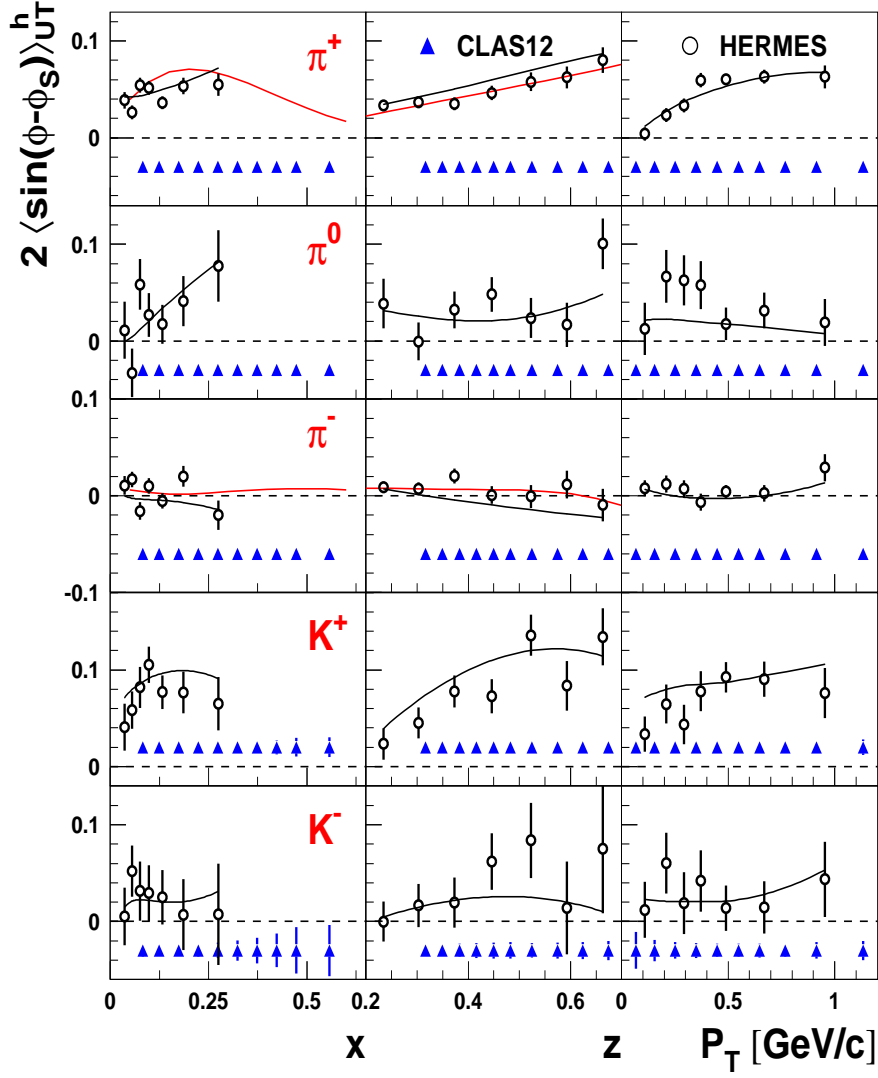 2 ⟨sin(ϕ-ϕS)⟩hUT
π+
▲ CLAS12
○ HERMES
0.1
0
π0
0.1
0
π-
0.1
0
-0.1
K+
0.1
0
K-
0.1
0
0 0.25 0.5 0.2 0.4 0.6 0 0.5 1
x z PT [GeV/c]